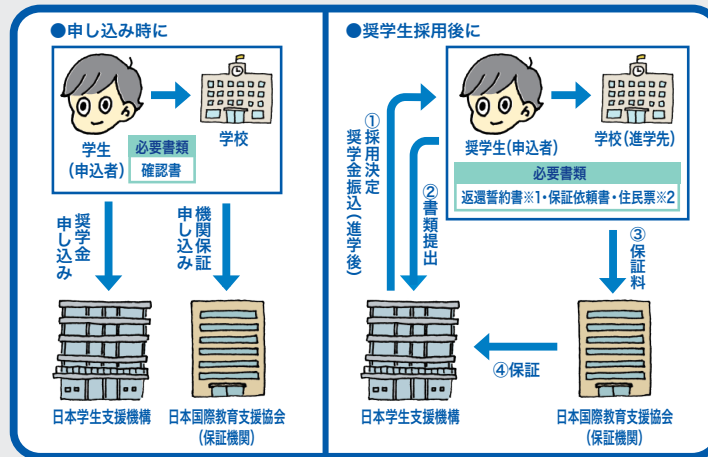 ●申し込み時に
学生
(申込者)
学校
必要書類
確認書
奨学金
申し込み
機関保証
申し込み
日本学生支援機構
日本国際教育支援協会
(保証機関)
●奨学生採用後に
奨学生(申込者)
学校(進学先)
必要書類
返還誓約書※1・保証依頼書・住民票※2
①採用決定
奨学金振込(進学後)
②書類提出
③保証料
④保証
日本学生支援機構
日本国際教育支援協会
(保証機関)